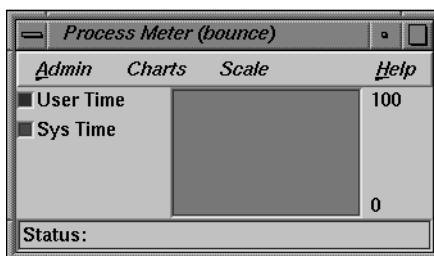 Process Meter (bounce)
Admin Charts Scale Help
User Time 100
Sys Time
0
Status: